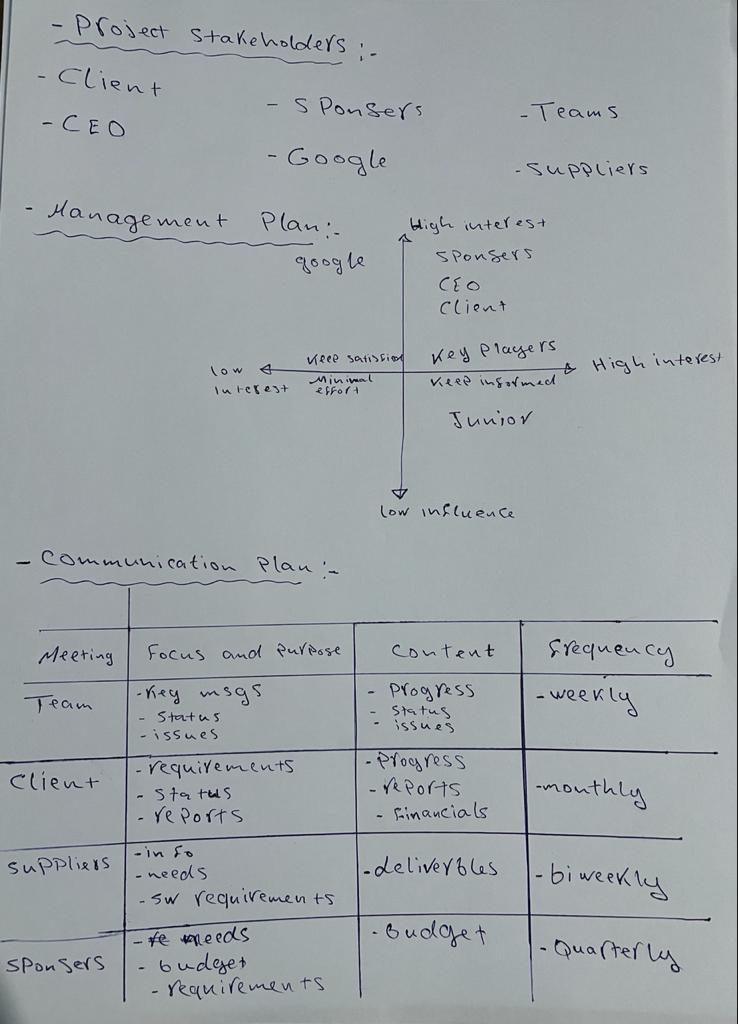 - Project Stakeholders :-
- Client
- CEO
- SPonsers
- Google
- Teams
- Suppliers
- Management Plan:-
High interest
google
SPonsers
CEO
Client
Keep satisfied
Key Players
low interest
Minimal effort
Keep informed
High interest
Junior
low influence
- Communication Plan :-
Meeting Focus and Purpose Content frequency
Team
- Key msgs
- status
- issues
- Progress
- status
- issues
- weekly
Client
- requirements
- status
- reports
- Progress
- reports
- financials
- monthly
Suppliers
- info
- needs
- sw requirements
- deliverbles
- biweekly
SPonsers
- needs
- budget
- requirements
- Budget
- Quarterly